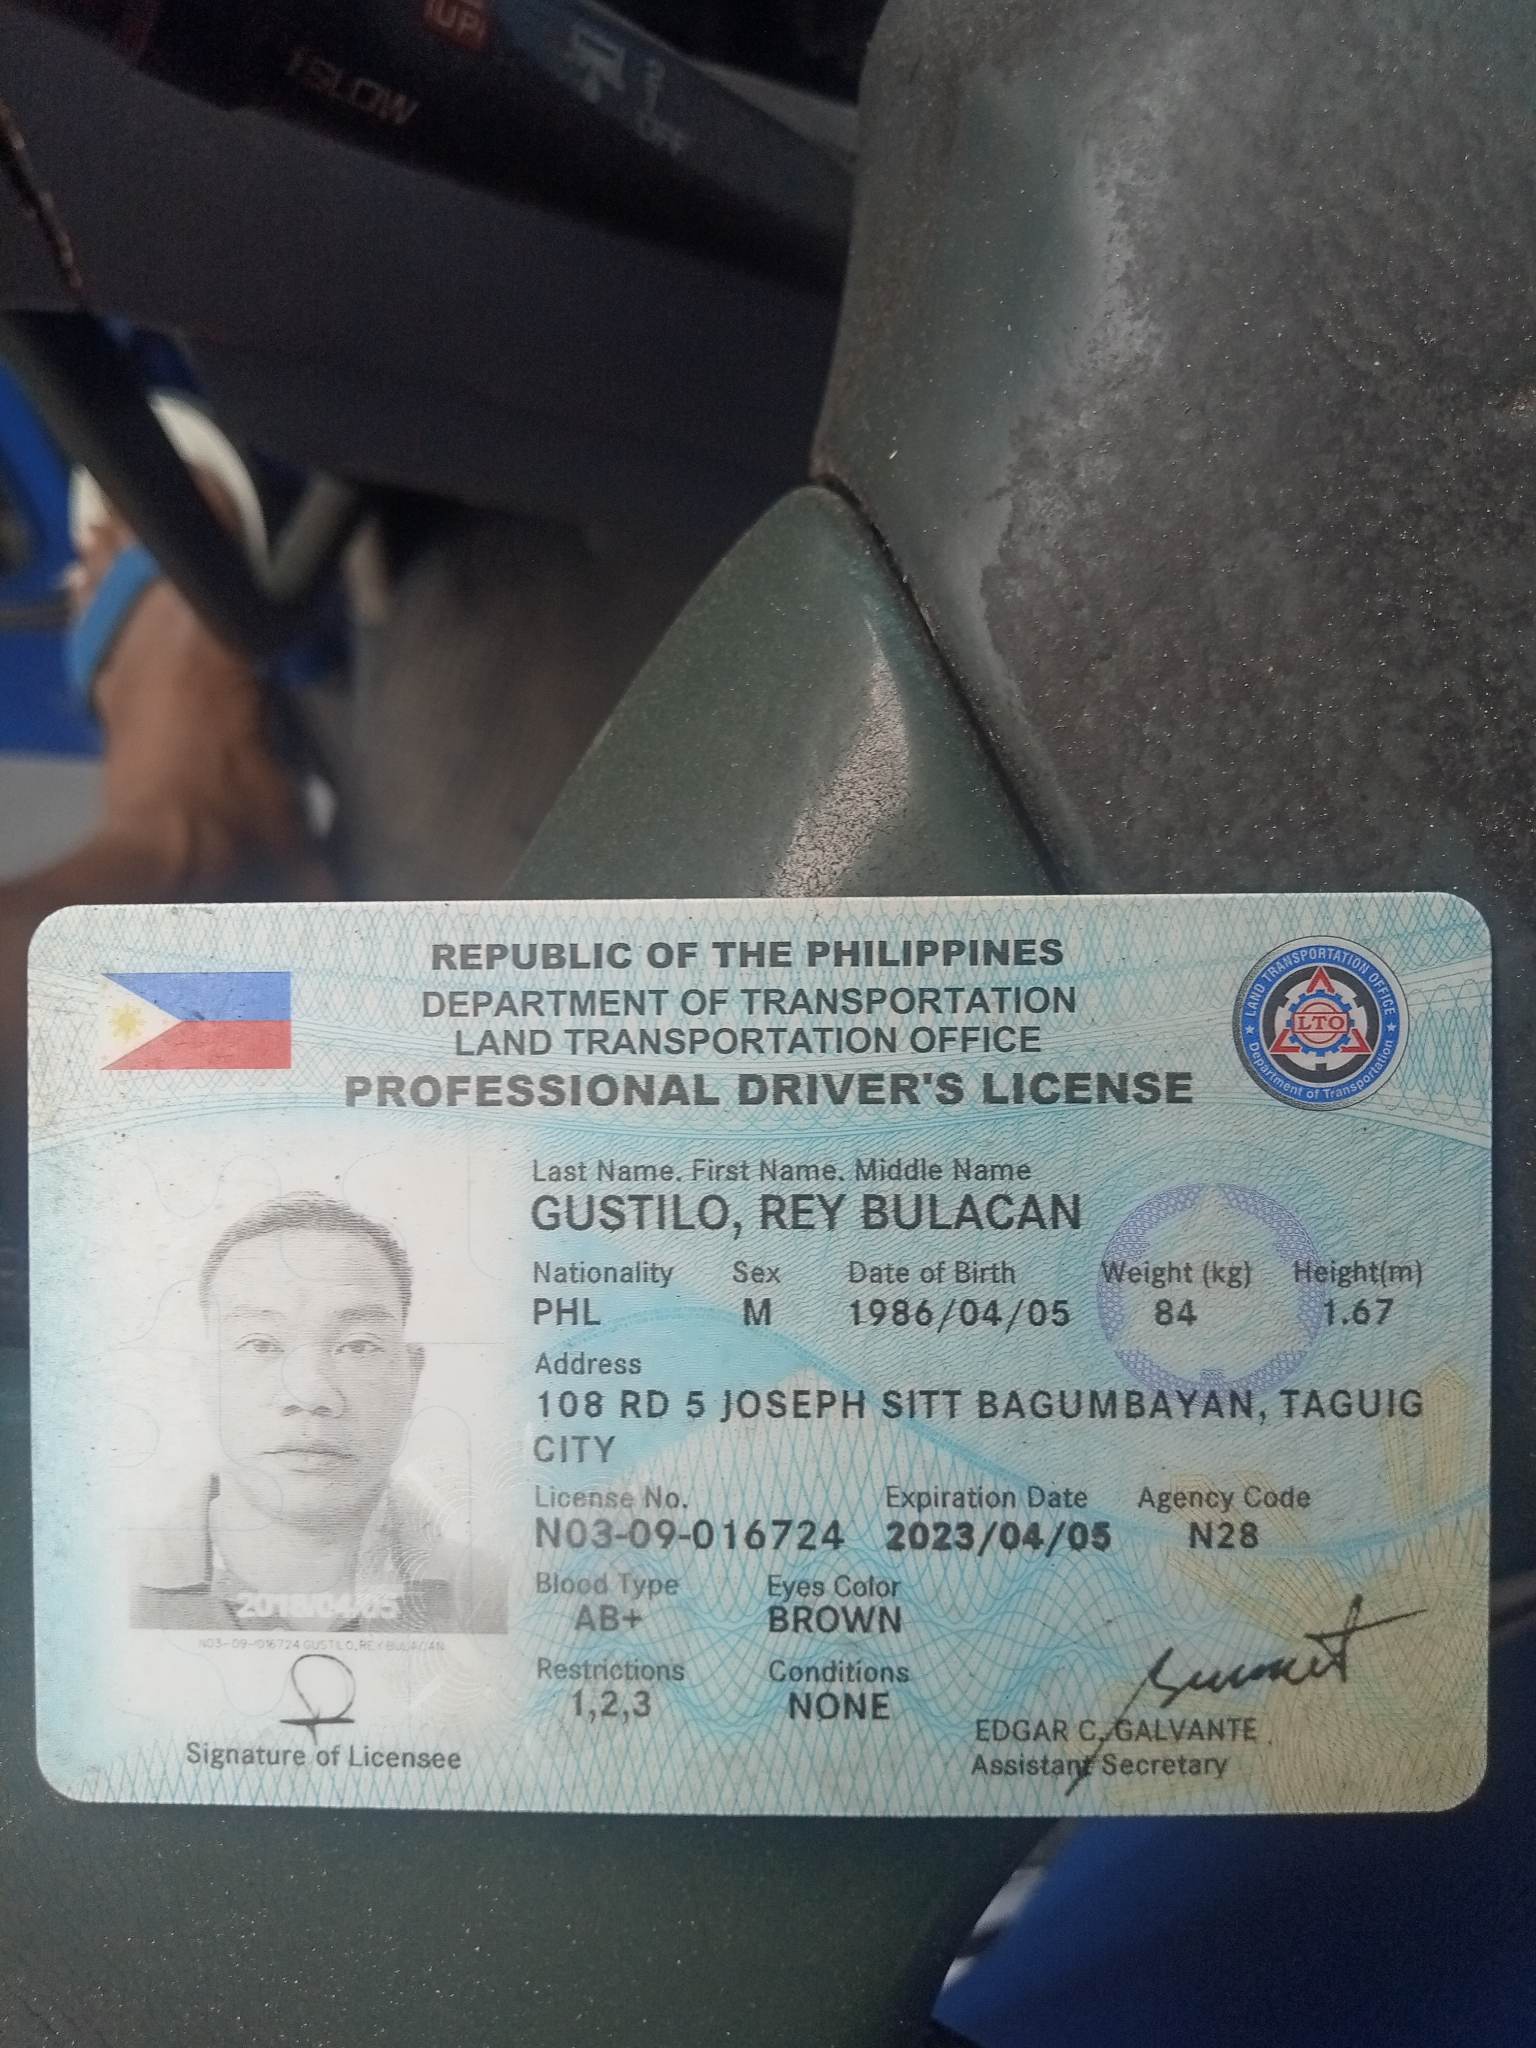 (UP)
1 SLOW
OFF
REPUBLIC OF THE PHILIPPINES
DEPARTMENT OF TRANSPORTATION
LAND TRANSPORTATION OFFICE
PROFESSIONAL DRIVER'S LICENSE
LAND TRANSPORTATION OFFICE
LTO
Department of Transportation
Last Name. First Name. Middle Name
GUSTILO, REY BULACAN
Nationality Sex Date of Birth Weight (kg) Height(m)
PHL M 1986/04/05 84 1.67
Address
108 RD 5 JOSEPH SITT BAGUMBAYAN, TAGUIG
CITY
License No. Expiration Date Agency Code
N03-09-016724 2023/04/05 N28
Blood Type Eyes Color
AB+ BROWN
Restrictions Conditions
1,2,3 NONE
2018/04/05
N03-09-016724 GUSTILO, REY BULACAN
Signature of Licensee
EDGAR C. GALVANTE
Assistant Secretary